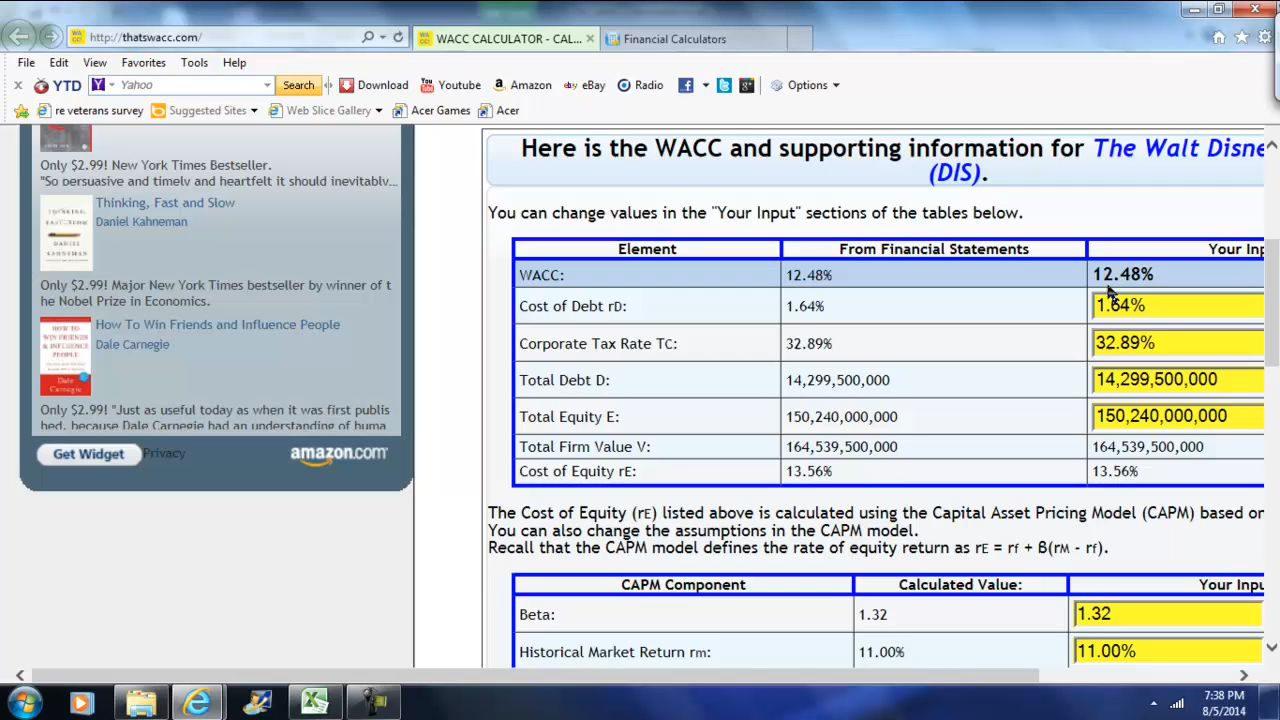 http://thatswacc.com/
WACC CALCULATOR - CAL...
Financial Calculators
File Edit View Favorites Tools Help
x YTD Yahoo Search Download Youtube Amazon eBay Radio Options
re veterans survey Suggested Sites Web Slice Gallery Acer Games Acer
Only $2.99! New York Times Bestseller.
"So persuasive and timely and heartfelt it should inevitably...
Thinking, Fast and Slow
Daniel Kahneman
Only $2.99! Major New York Times bestseller by winner of t
he Nobel Prize in Economics.
How To Win Friends and Influence People
Dale Carnegie
Only $2.99! "Just as useful today as when it was first publis
hed, because Dale Carnegie had an understanding of huma
Get Widget Privacy amazon.com
Here is the WACC and supporting information for The Walt Disne
(DIS).
You can change values in the "Your Input" sections of the tables below.
Element From Financial Statements Your Inp
WACC: 12.48% 12.48%
Cost of Debt rD: 1.64% 1.64%
Corporate Tax Rate TC: 32.89% 32.89%
Total Debt D: 14,299,500,000 14,299,500,000
Total Equity E: 150,240,000,000 150,240,000,000
Total Firm Value V: 164,539,500,000 164,539,500,000
Cost of Equity rE: 13.56% 13.56%
The Cost of Equity (rE) listed above is calculated using the Capital Asset Pricing Model (CAPM) based on
You can also change the assumptions in the CAPM model.
Recall that the CAPM model defines the rate of equity return as rE = rf + β(rM - rf).
CAPM Component Calculated Value: Your Inpu
Beta: 1.32 1.32
Historical Market Return rm: 11.00% 11.00%
7:38 PM
8/5/2014